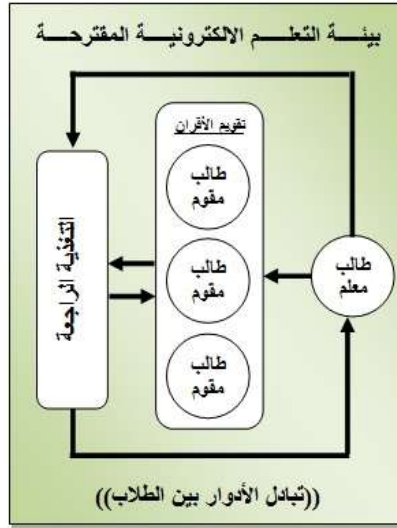 بيئة التعلم الالكترونية المقترحة
تقويم الأقران
طالب
مقوم
طالب
معلم
طالب
مقوم
طالب
مقوم
التغذية الراجعة
((تبادل الأدوار بين الطلاب))